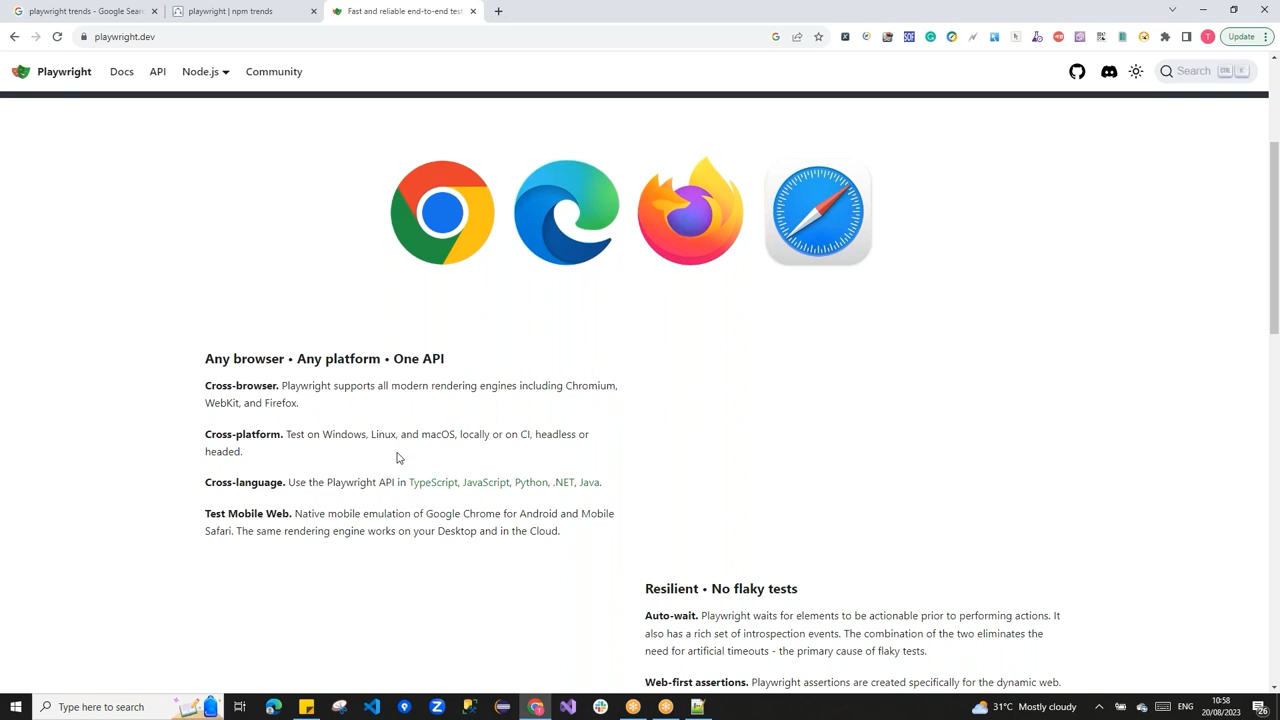 playwright trends - Google Sear
playwright | npm trends
Fast and reliable end-to-end test
playwright.dev
Update
Playwright
Docs
API
Node.js
Community
Search
CTRL
K
Any browser • Any platform • One API
Cross-browser. Playwright supports all modern rendering engines including Chromium,
WebKit, and Firefox.
Cross-platform. Test on Windows, Linux, and macOS, locally or on CI, headless or
headed.
Cross-language. Use the Playwright API in TypeScript, JavaScript, Python, .NET, Java.
Test Mobile Web. Native mobile emulation of Google Chrome for Android and Mobile
Safari. The same rendering engine works on your Desktop and in the Cloud.
Resilient • No flaky tests
Auto-wait. Playwright waits for elements to be actionable prior to performing actions. It
also has a rich set of introspection events. The combination of the two eliminates the
need for artificial timeouts - the primary cause of flaky tests.
Web-first assertions. Playwright assertions are created specifically for the dynamic web.
Type here to search
31°C Mostly cloudy
ENG
10:58
20/08/2023
26